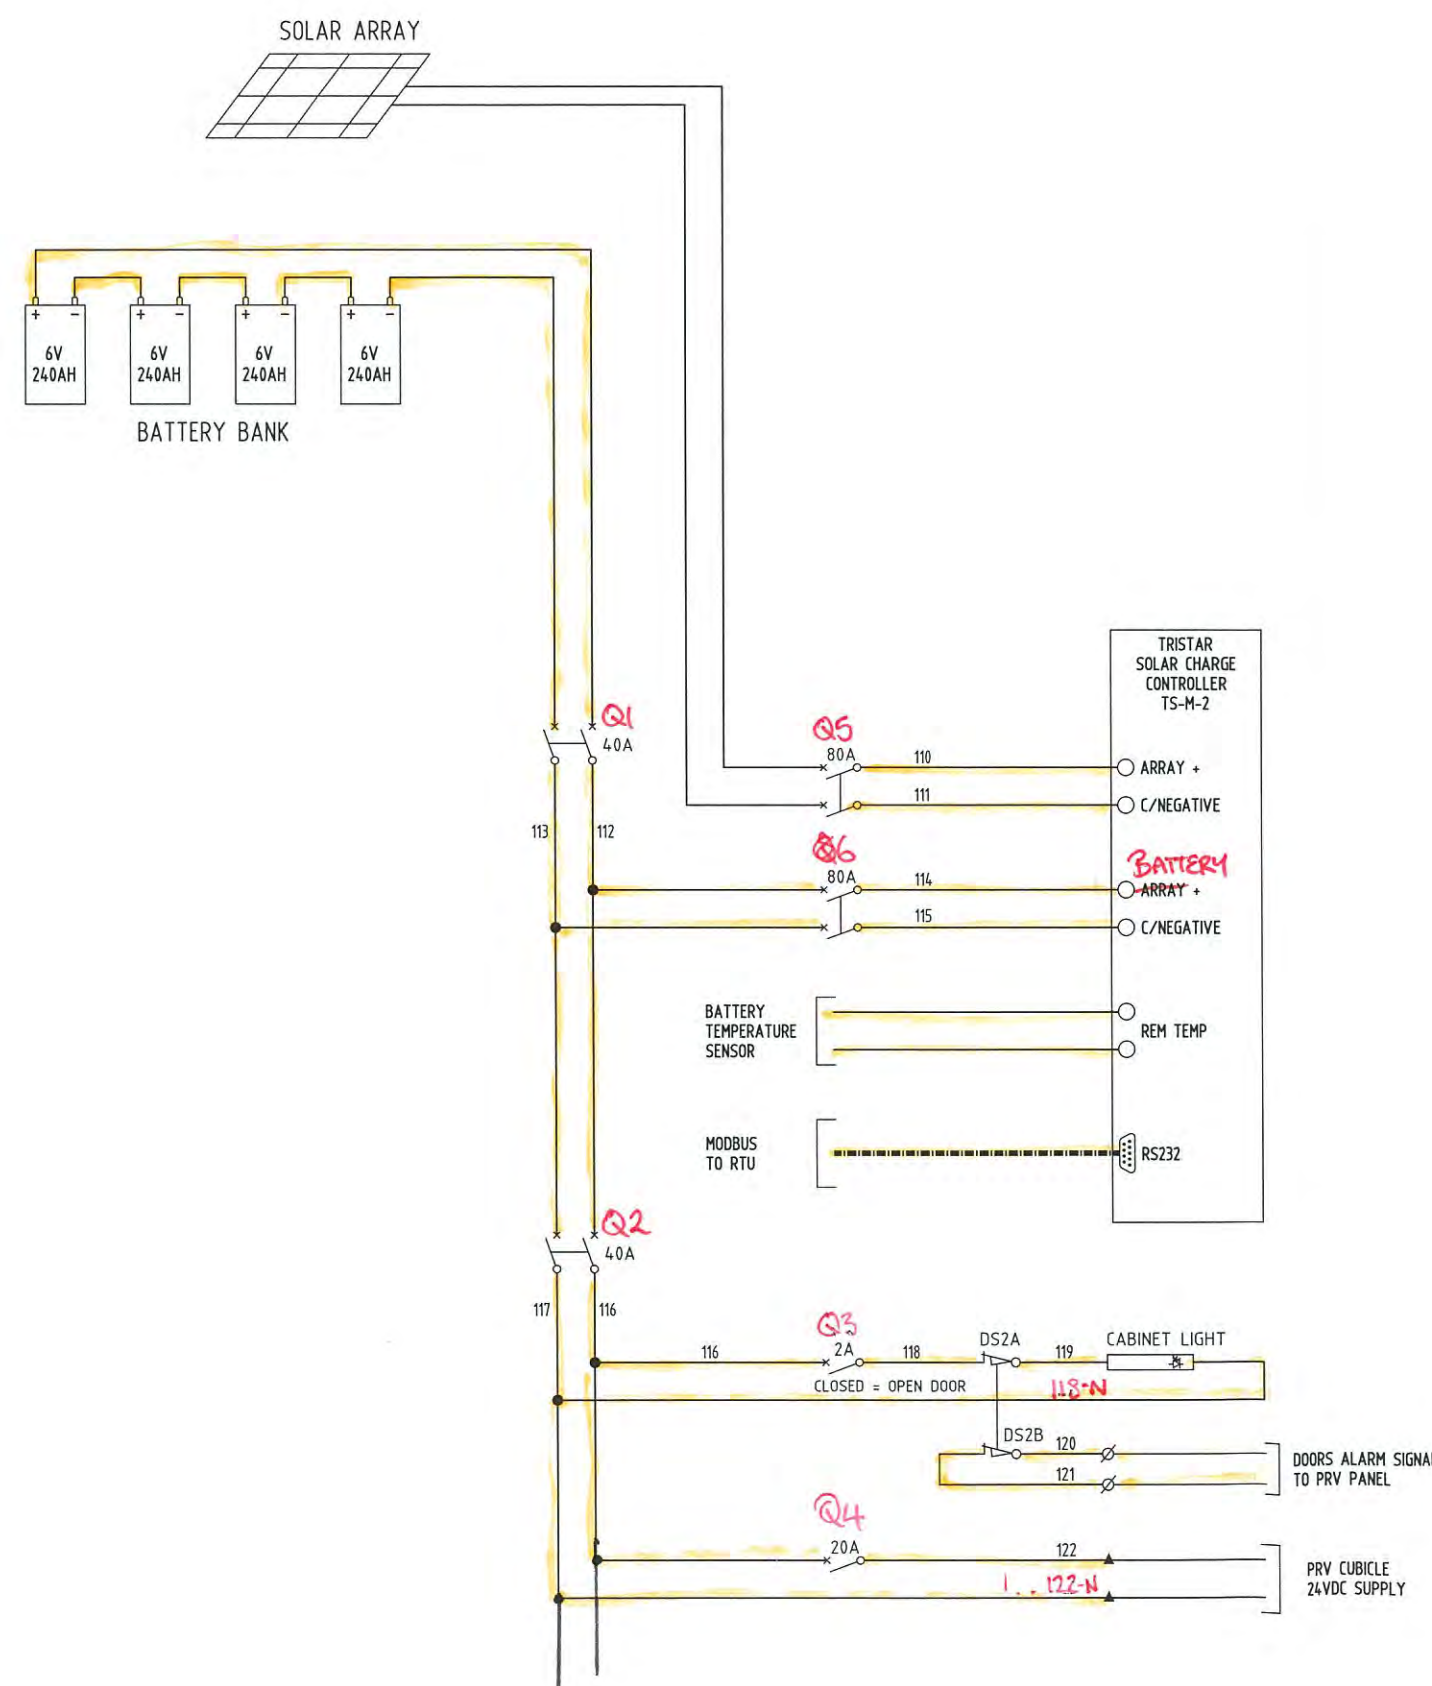 SOLAR ARRAY
+ - + - + - + -
6V 6V 6V 6V
240AH 240AH 240AH 240AH
BATTERY BANK
TRISTAR
SOLAR CHARGE
CONTROLLER
TS-M-2
Q1
40A
Q5
80A
110
ARRAY +
111
C/NEGATIVE
113
112
Q6
80A
BATTERY
114
ARRAY +
115
C/NEGATIVE
BATTERY
TEMPERATURE
SENSOR
REM TEMP
MODBUS
TO RTU
RS232
Q2
40A
117
116
Q3
116
2A
118
DS2A
119
CABINET LIGHT
CLOSED = OPEN DOOR
118-N
DS2B
120
121
DOORS ALARM SIGNAL
TO PRV PANEL
Q4
20A
122
122-N
PRV CUBICLE
24VDC SUPPLY